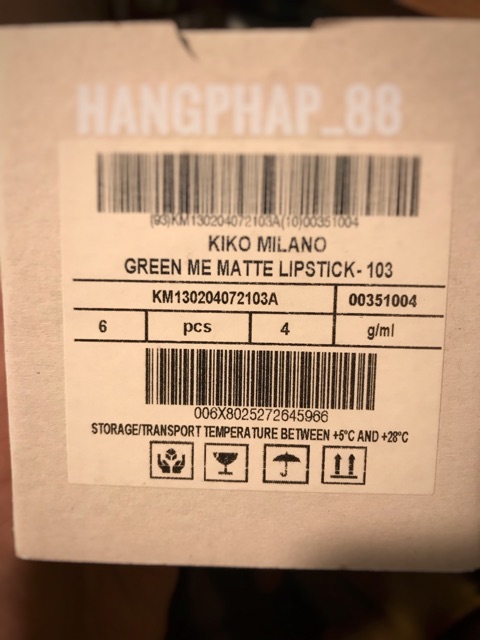 HANGPHAP_88
(93)KM130204072103A(10)00351004
KIKO MILANO
GREEN ME MATTE LIPSTICK- 103
KM130204072103A 00351004
6 pcs 4 g/ml
006X8025272645966
STORAGE/TRANSPORT TEMPERATURE BETWEEN +5°C AND +28°C